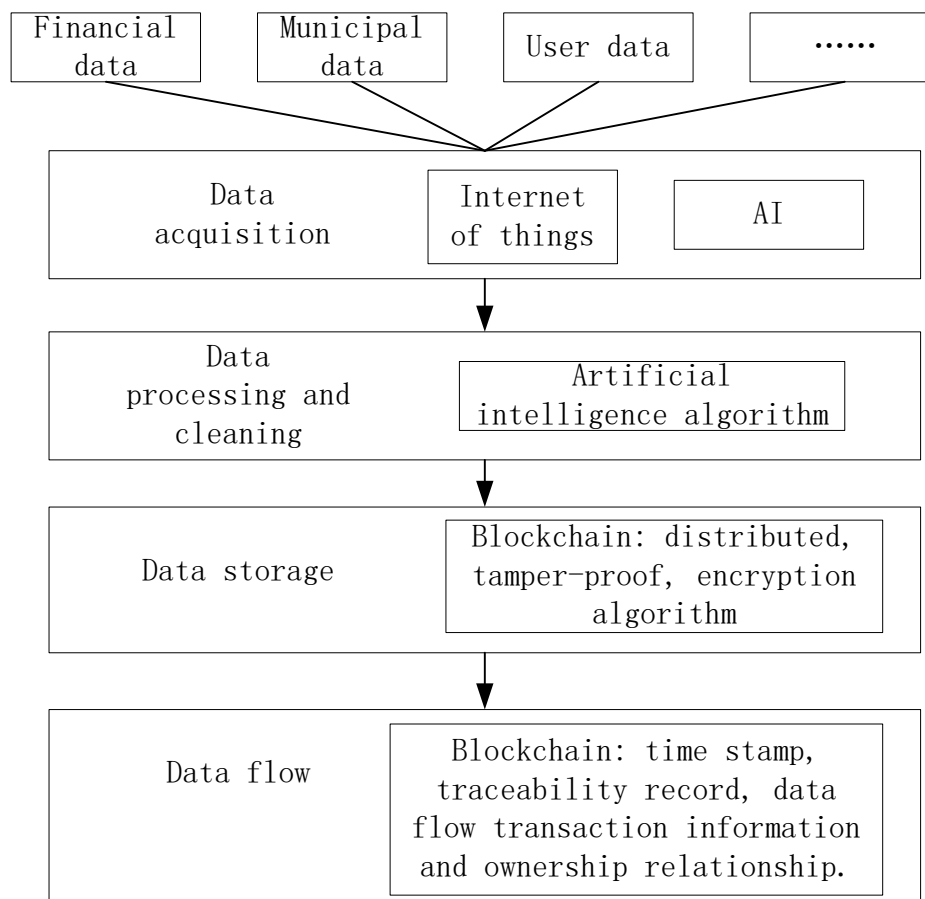 Financial
data
Municipal
data
User data
······
Data
acquisition
Internet
of things
AI
Data
processing and
cleaning
Artificial
intelligence algorithm
Data storage
Blockchain: distributed,
tamper-proof, encryption
algorithm
Data flow
Blockchain: time stamp,
traceability record, data
flow transaction information
and ownership relationship.